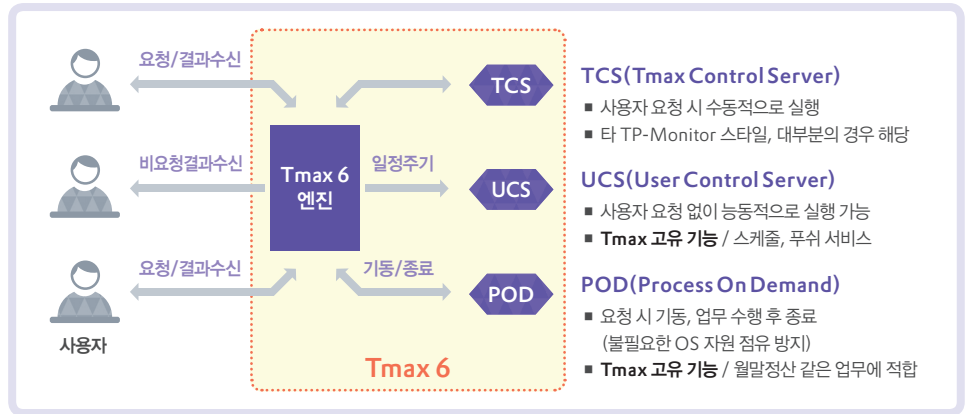 요청/결과수신
비요청결과수신
요청/결과수신
사용자
Tmax 6
엔진
일정주기
기동/종료
TCS
UCS
POD
Tmax 6
TCS(Tmax Control Server)
■ 사용자 요청 시 수동적으로 실행
■ 타 TP-Monitor 스타일, 대부분의 경우 해당
UCS(User Control Server)
■ 사용자 요청 없이 능동적으로 실행 가능
■ Tmax 고유 기능 / 스케줄, 푸쉬 서비스
POD(Process On Demand)
■ 요청 시 기동, 업무 수행 후 종료
(불필요한 OS 자원 점유 방지)
■ Tmax 고유 기능 / 월말정산 같은 업무에 적합